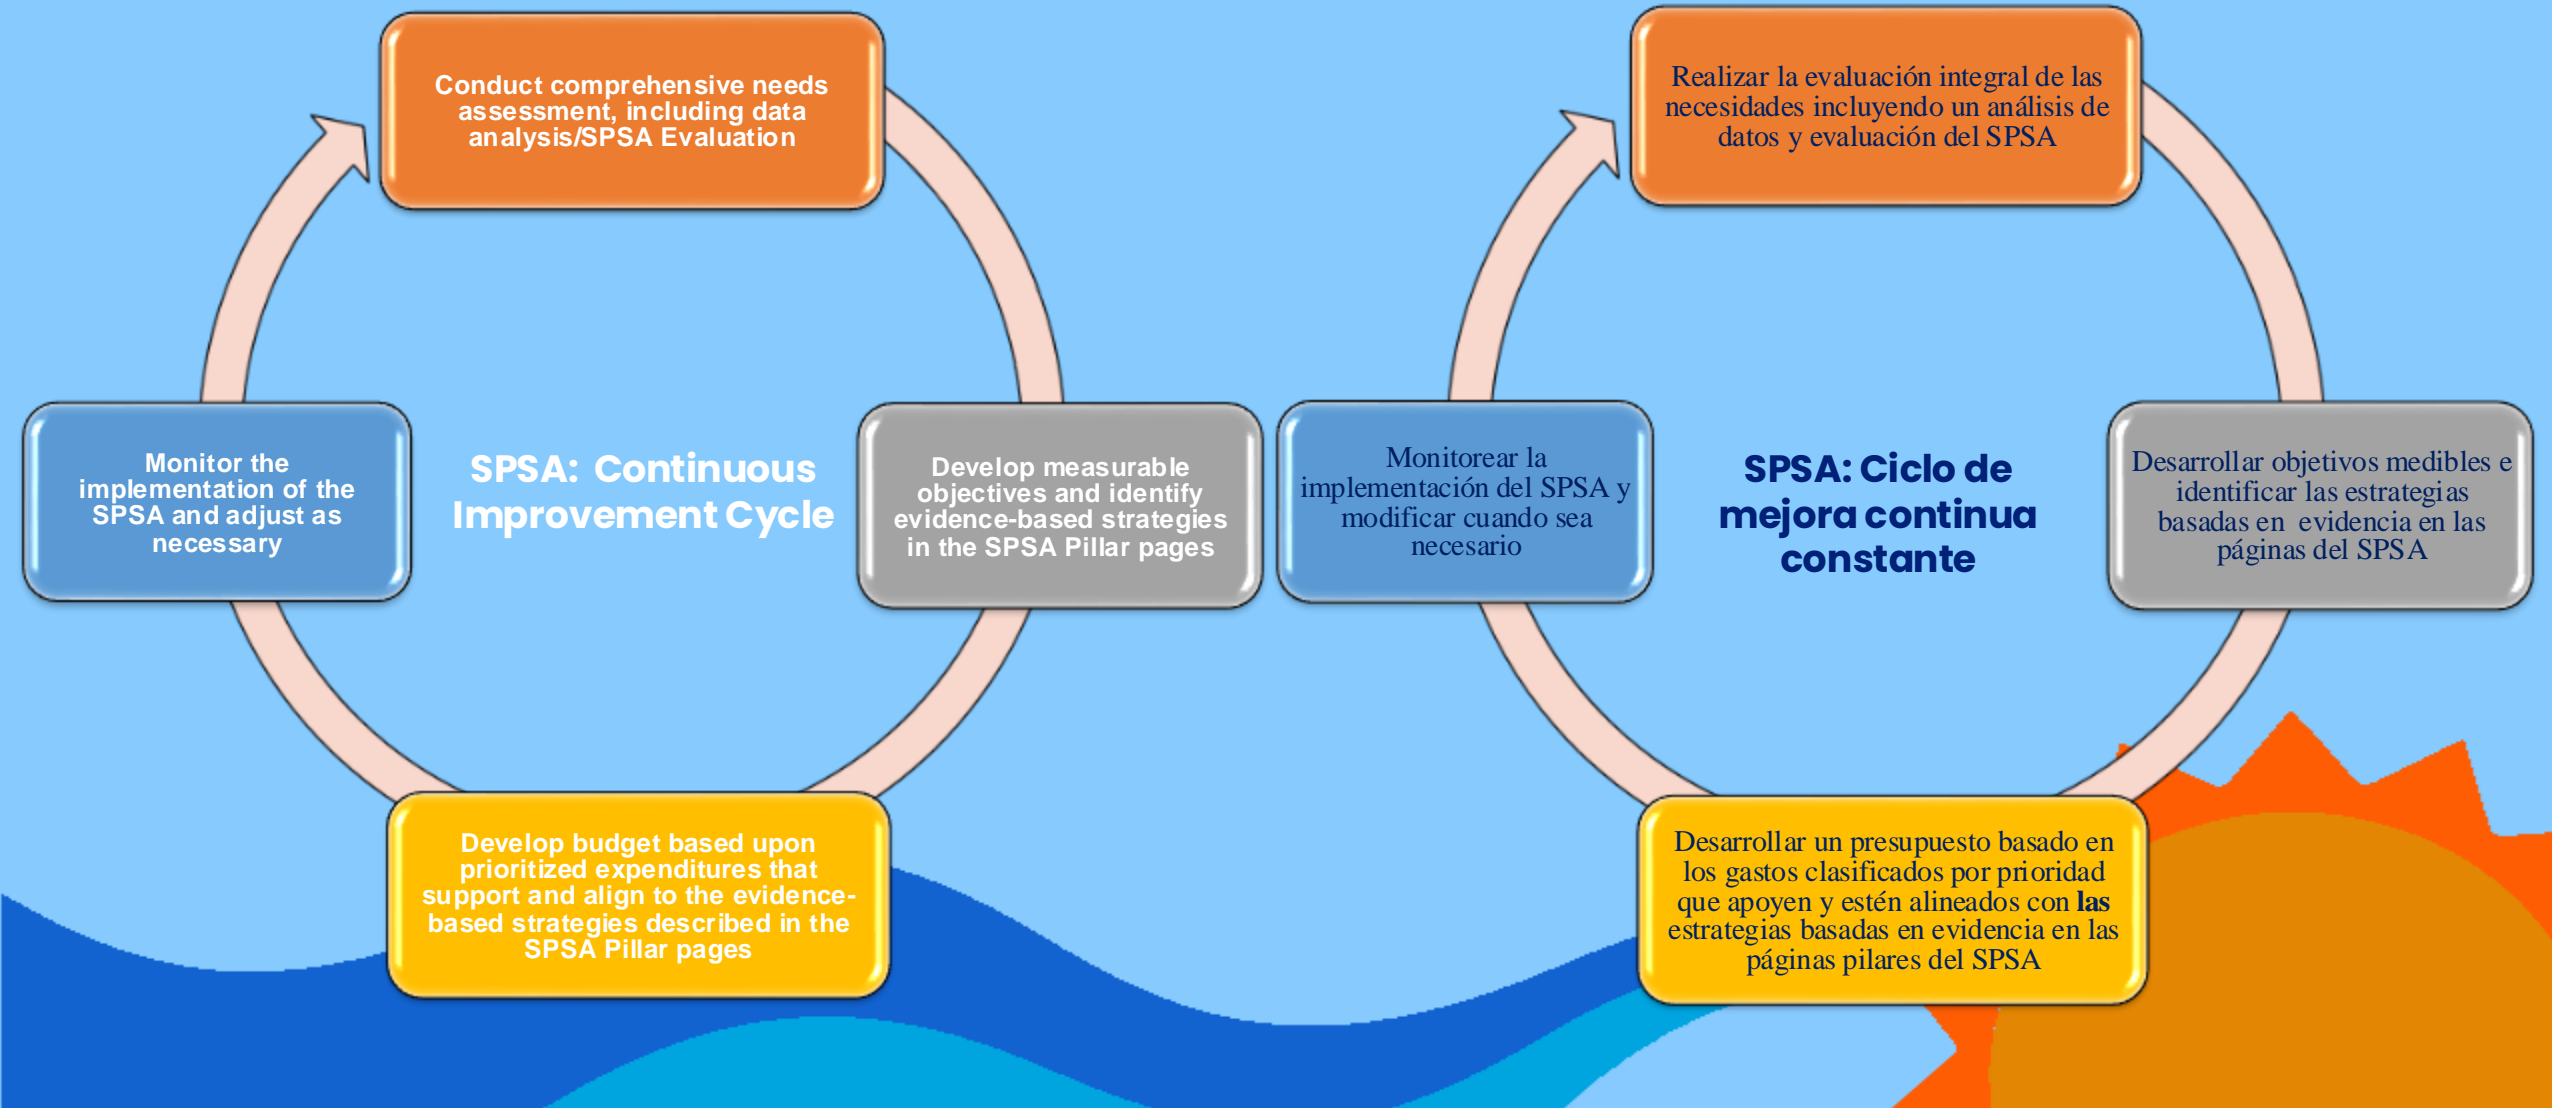 Conduct comprehensive needs
assessment, including data
analysis/SPSA Evaluation
Monitor the
implementation of the
SPSA and adjust as
necessary
SPSA: Continuous
Improvement Cycle
Develop measurable
objectives and identify
evidence-based strategies
in the SPSA Pillar pages
Develop budget based upon
prioritized expenditures that
support and align to the evidence-
based strategies described in the
SPSA Pillar pages
Realizar la evaluación integral de las
necesidades incluyendo un análisis de
datos y evaluación del SPSA
Monitorear la
implementación del SPSA y
modificar cuando sea
necesario
SPSA: Ciclo de
mejora continua
constante
Desarrollar objetivos medibles e
identificar las estrategias
basadas en evidencia en las
páginas del SPSA
Desarrollar un presupuesto basado en
los gastos clasificados por prioridad
que apoyen y estén alineados con las
estrategias basadas en evidencia en las
páginas pilares del SPSA